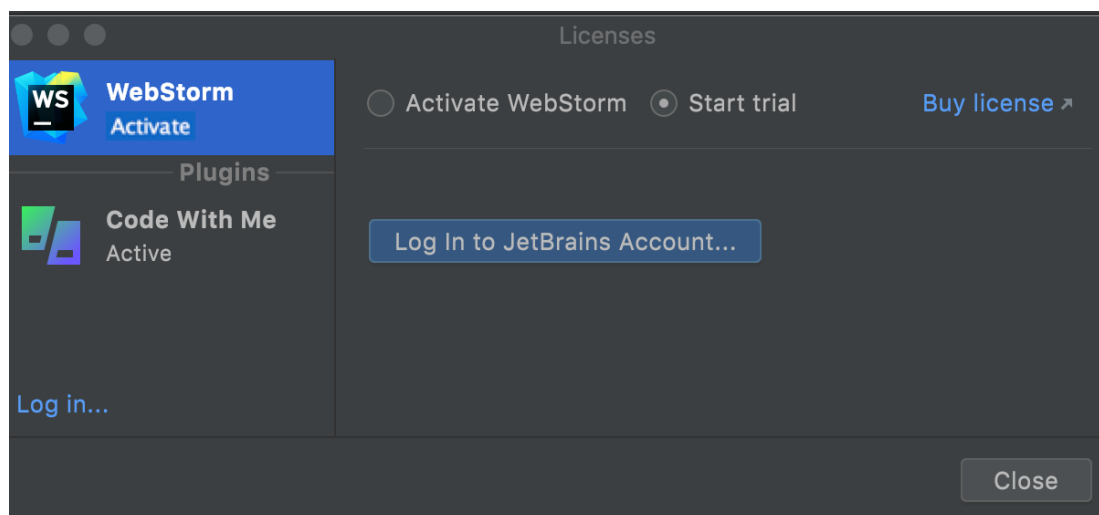 Licenses
WS
WebStorm
Activate
Activate WebStorm Start trial Buy license
Plugins
Code With Me
Active
Log In to JetBrains Account...
Log in...
Close